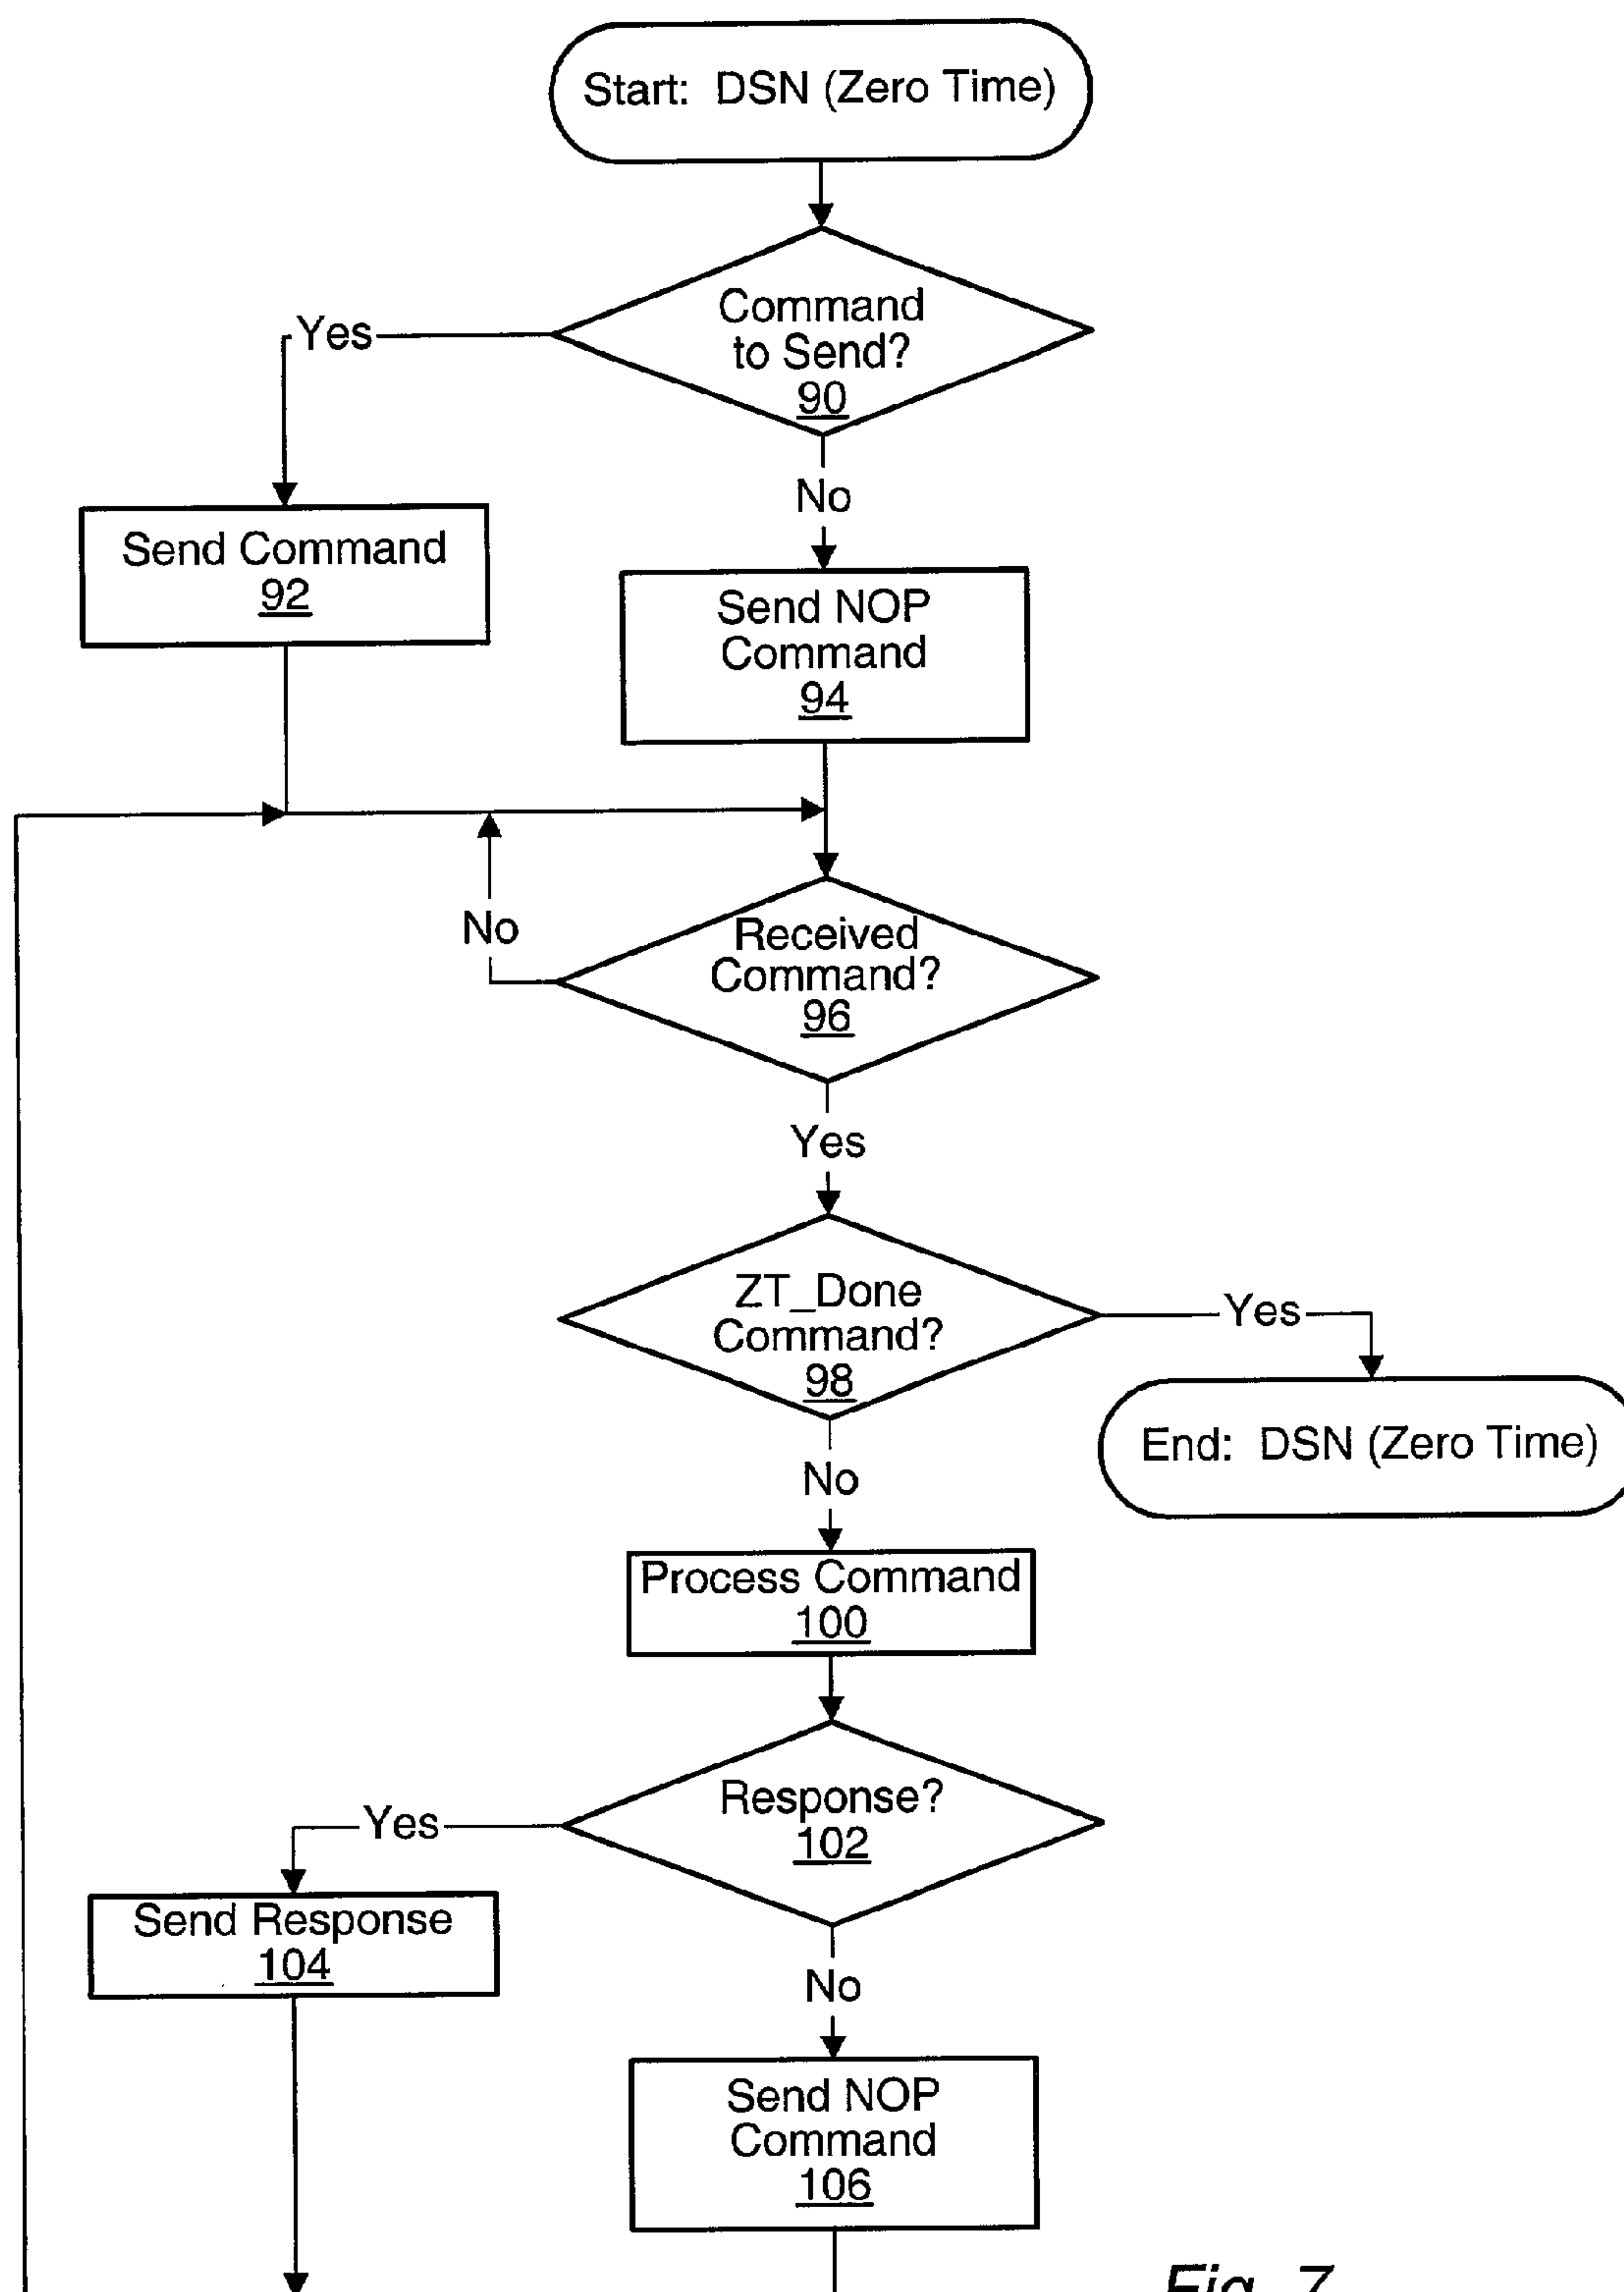 Start: DSN (Zero Time)
Command
to Send?
90
Yes
No
Send Command
92
Send NOP
Command
94
No
Received
Command?
96
Yes
ZT_Done
Command?
98
Yes
End: DSN (Zero Time)
No
Process Command
100
Response?
102
Yes
Send Response
104
No
Send NOP
Command
106
Fig. 7